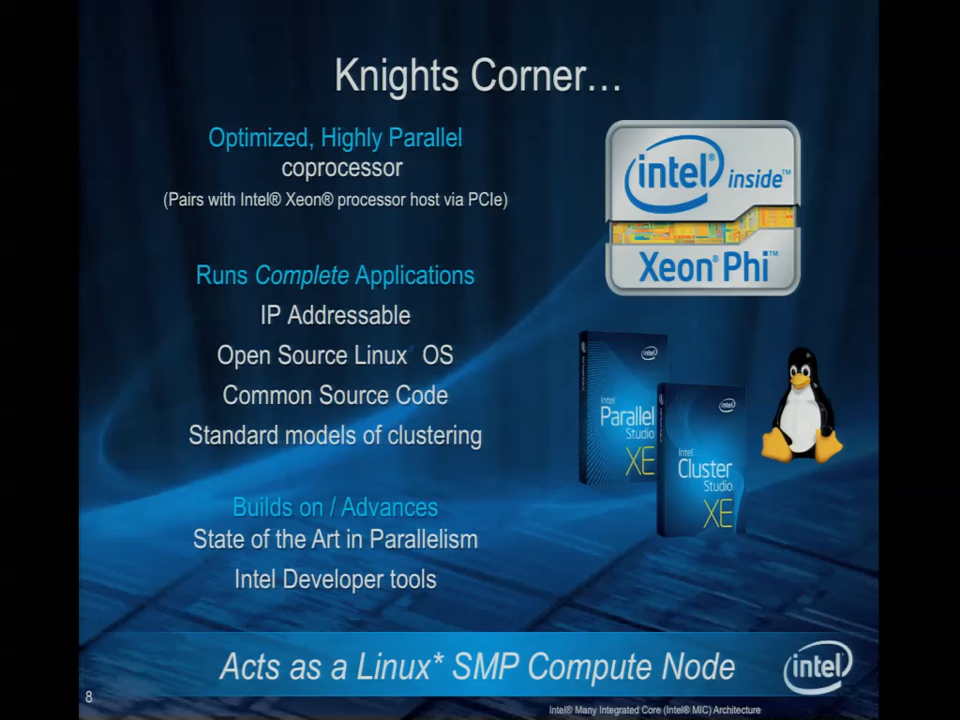 Knights Corner…
Optimized, Highly Parallel
coprocessor
(Pairs with Intel® Xeon® processor host via PCIe)
Runs Complete Applications
IP Addressable
Open Source Linux OS
Common Source Code
Standard models of clustering
Builds on / Advances
State of the Art in Parallelism
Intel Developer tools
intel® inside™
Xeon® Phi™
intel
Intel
Parallel
Studio
XE
intel
Intel
Cluster
Studio
XE
Acts as a Linux* SMP Compute Node
intel
8
Intel® Many Integrated Core (Intel® MIC) Architecture